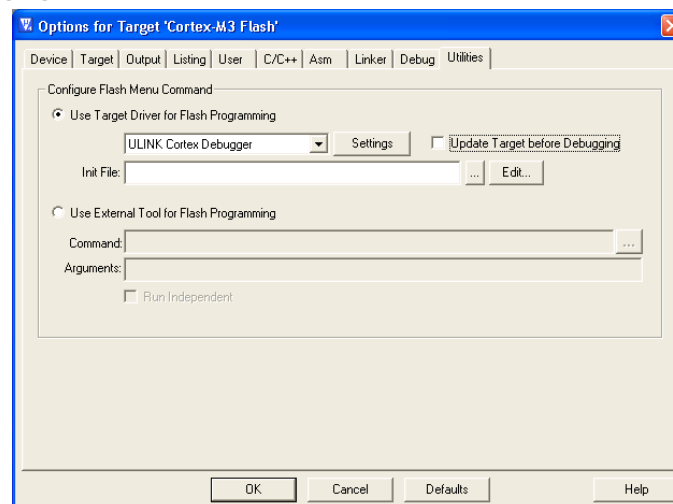 Options for Target 'Cortex-M3 Flash'
Device Target Output Listing User C/C++ Asm Linker Debug Utilities
Configure Flash Menu Command
Use Target Driver for Flash Programming
ULINK Cortex Debugger Settings Update Target before Debugging
Init File: ... Edit...
Use External Tool for Flash Programming
Command: ...
Arguments:
Run Independent
OK Cancel Defaults Help